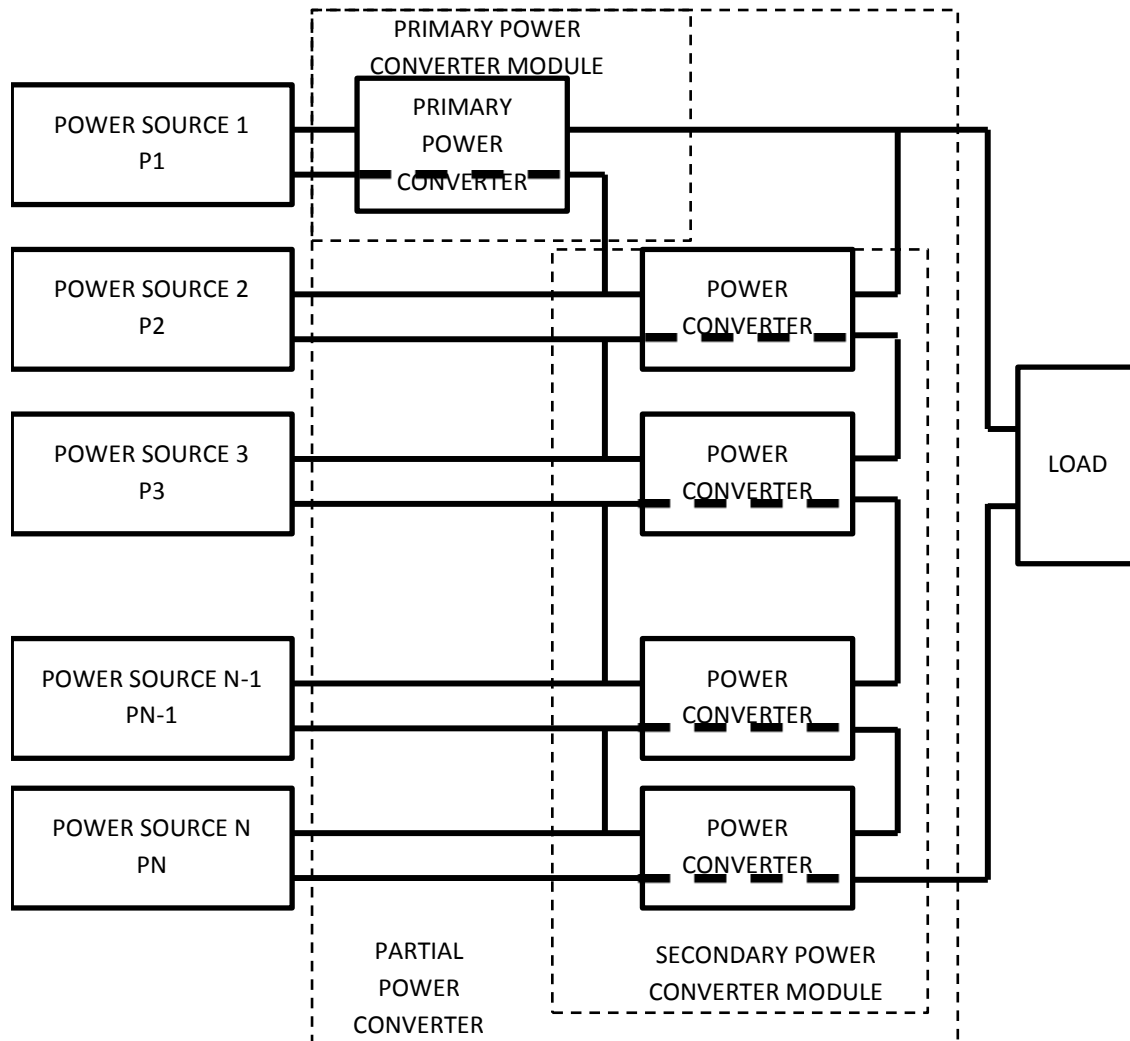 PRIMARY POWER
CONVERTER MODULE
POWER SOURCE 1
P1
PRIMARY
POWER
CONVERTER
POWER SOURCE 2
P2
POWER
CONVERTER
POWER SOURCE 3
P3
POWER
CONVERTER
LOAD
POWER SOURCE N-1
PN-1
POWER
CONVERTER
POWER SOURCE N
PN
POWER
CONVERTER
PARTIAL
POWER
CONVERTER
SECONDARY POWER
CONVERTER MODULE